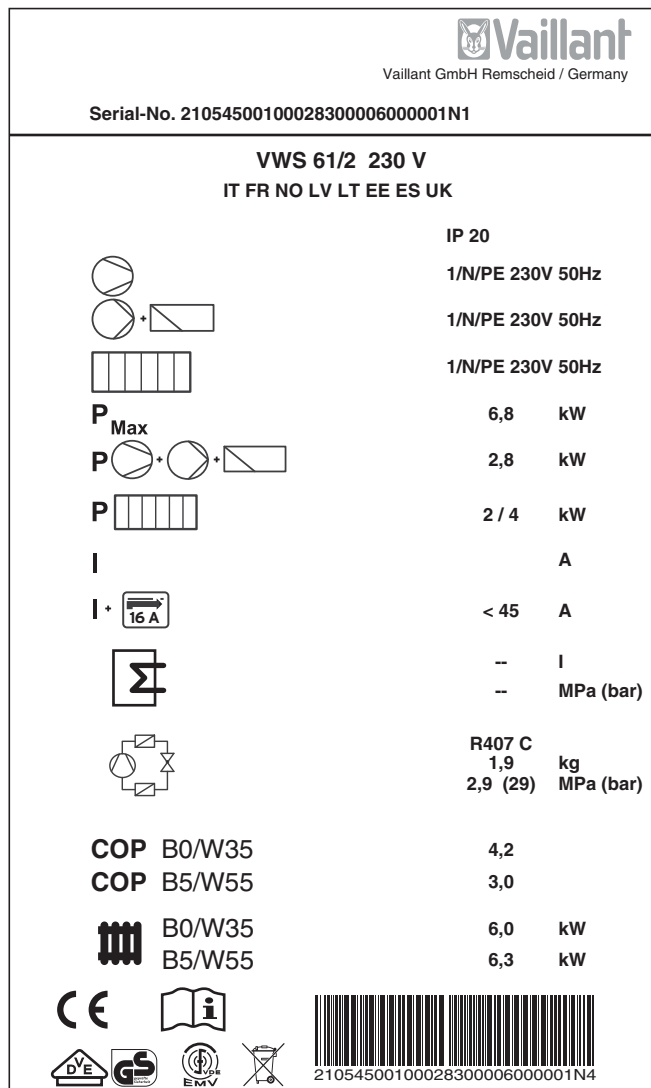 Vaillant
Vaillant GmbH Remscheid / Germany
Serial-No. 21054500100028300006000001N1
VWS 61/2 230 V
IT FR NO LV LT EE ES UK
IP 20
1/N/PE 230V 50Hz
+ 1/N/PE 230V 50Hz
1/N/PE 230V 50Hz
P Max 6,8 kW
P + + 2,8 kW
P 2 / 4 kW
I A
I + 16 A < 45 A
Σ -- l
-- MPa (bar)
R407 C
1,9 kg
2,9 (29) MPa (bar)
COP B0/W35 4,2
COP B5/W55 3,0
B0/W35 6,0 kW
B5/W55 6,3 kW
CE i
DVE GS geprüfte Sicherheit VDE EMV
21054500100028300006000001N4